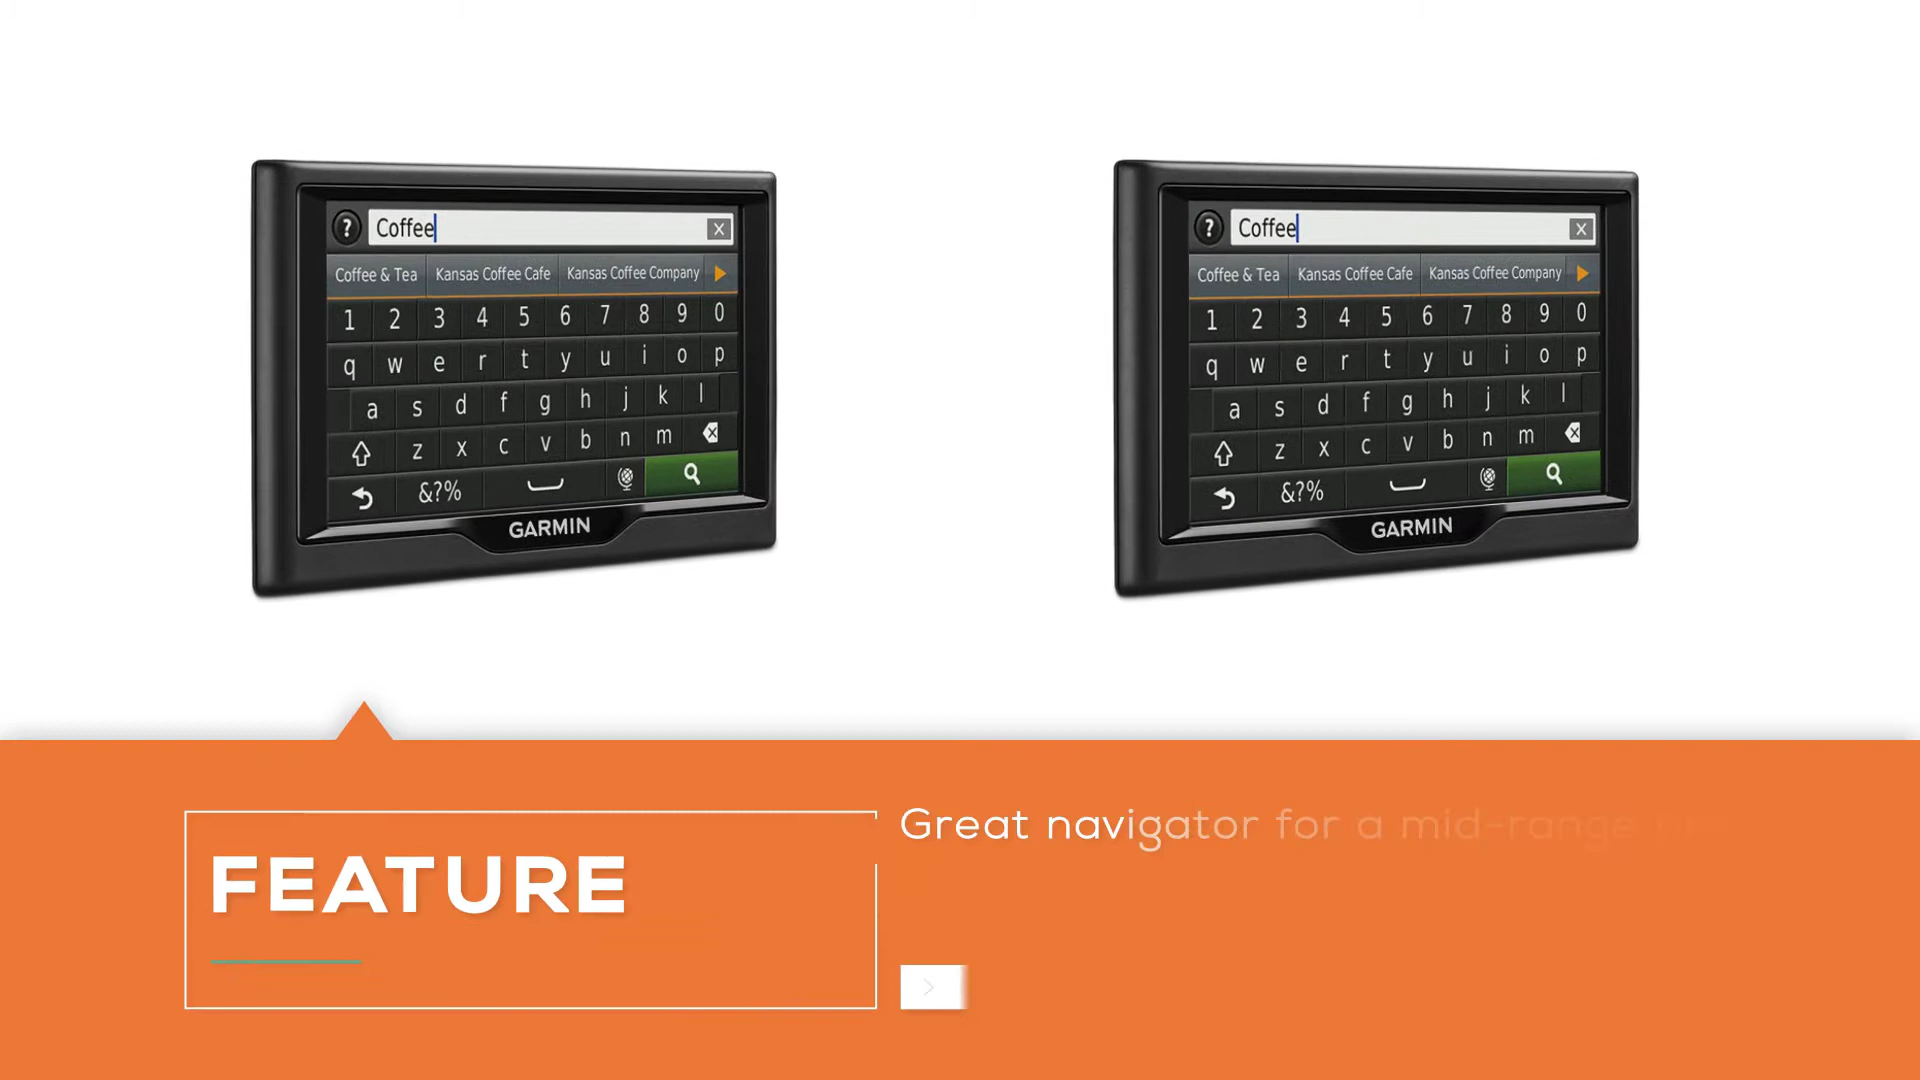 Coffee X
Coffee & Tea Kansas Coffee Cafe Kansas Coffee Company
1 2 3 4 5 6 7 8 9 0
q w e r t y u i o p
a s d f g h j k l
z x c v b n m
&?%
GARMIN
Coffee X
Coffee & Tea Kansas Coffee Cafe Kansas Coffee Company
1 2 3 4 5 6 7 8 9 0
q w e r t y u i o p
a s d f g h j k l
z x c v b n m
&?%
GARMIN
FEATURE
Great navigator for a mid-range